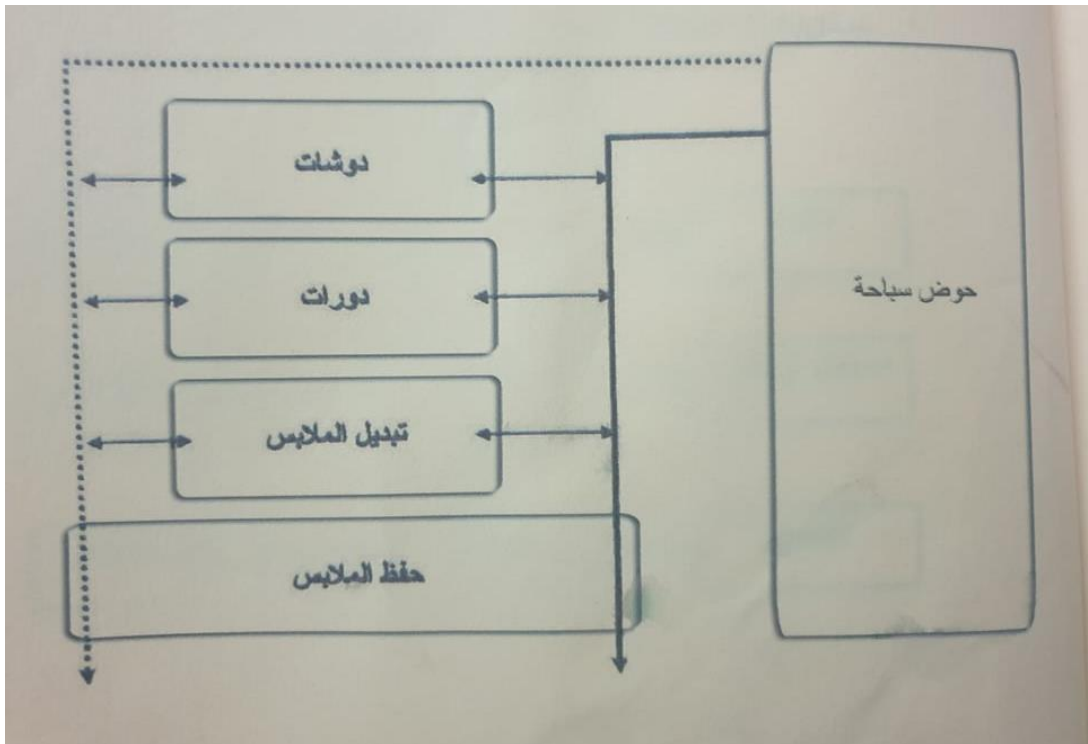 دوشات
دورات
حوض سباحة
تبديل الملابس
حفظ الملابس